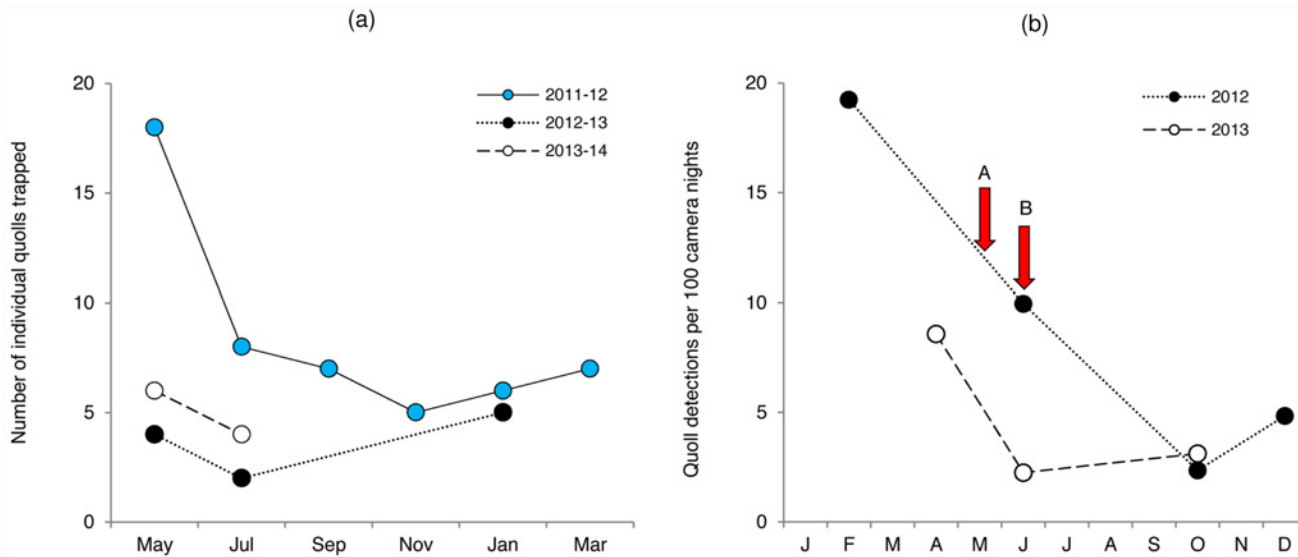 (a)
Number of individual quolls trapped
20
15
10
5
0
May Jul Sep Nov Jan Mar
2011-12
2012-13
2013-14
(b)
Quoll detections per 100 camera nights
20
15
10
5
0
J F M A M J J A S O N D
2012
2013
A
B